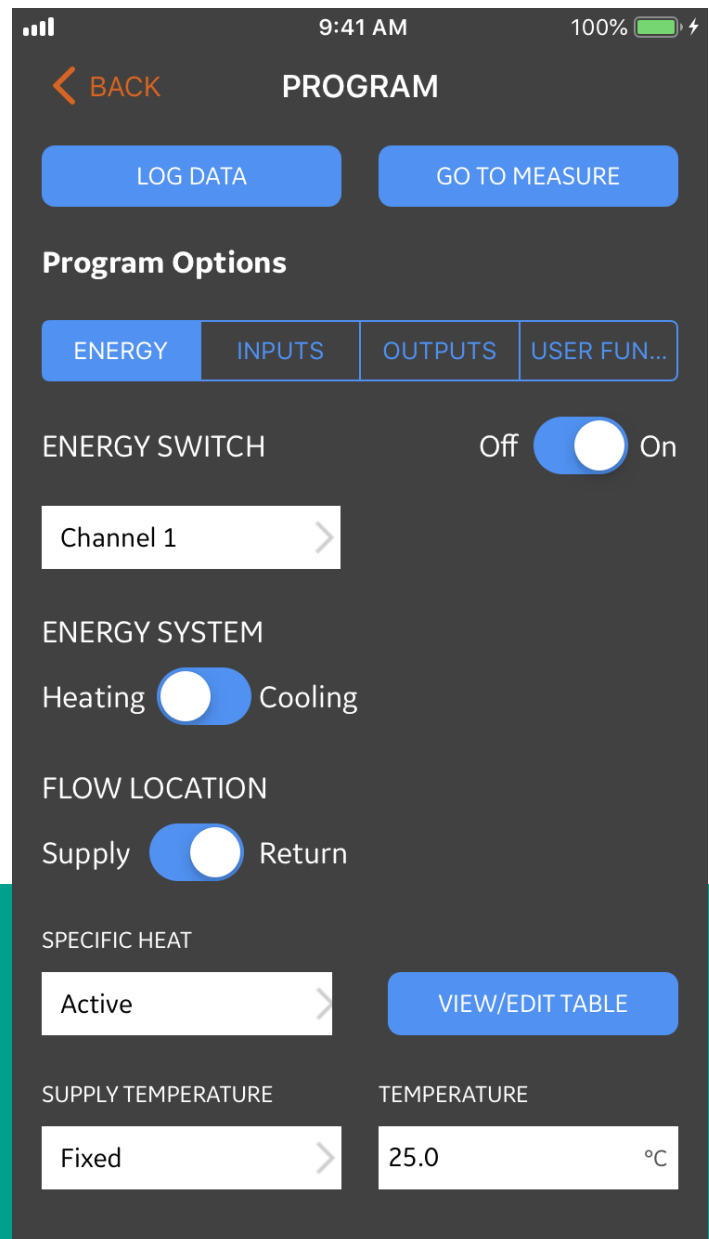 9:41 AM 100%
BACK PROGRAM
LOG DATA GO TO MEASURE
Program Options
ENERGY INPUTS OUTPUTS USER FUN...
ENERGY SWITCH Off On
Channel 1
ENERGY SYSTEM
Heating Cooling
FLOW LOCATION
Supply Return
SPECIFIC HEAT
Active VIEW/EDIT TABLE
SUPPLY TEMPERATURE TEMPERATURE
Fixed 25.0 °C